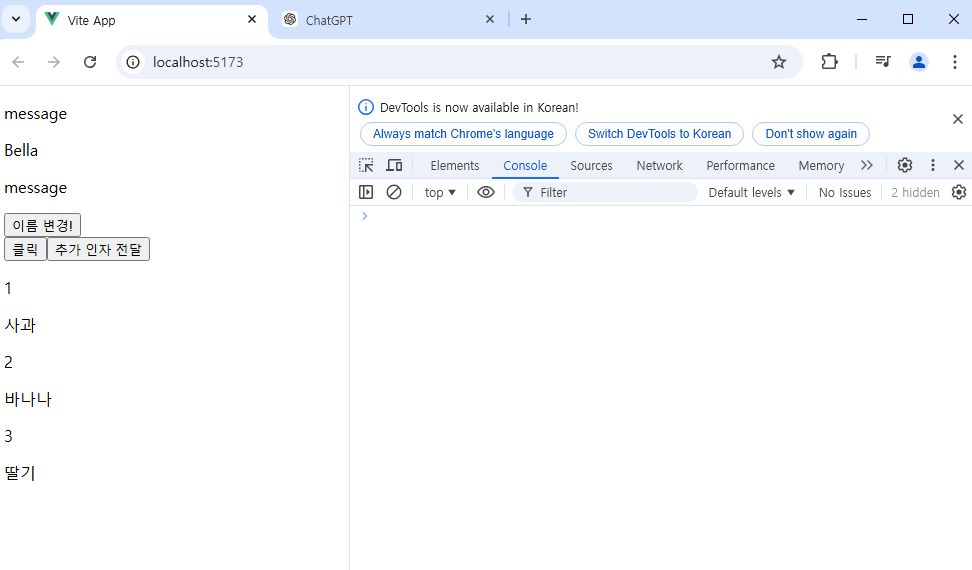 Vite App
ChatGPT
localhost:5173
message
Bella
message
이름 변경!
클릭 추가 인자 전달
1
사과
2
바나나
3
딸기
DevTools is now available in Korean!
Always match Chrome's language Switch DevTools to Korean Don't show again
Elements Console Sources Network Performance Memory
top Filter Default levels No Issues 2 hidden